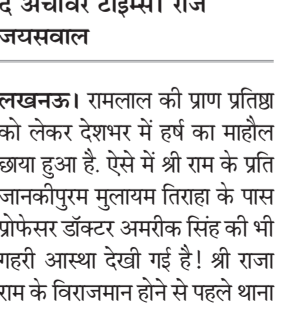 द अचीवर टाइम्स। राज
जयसवाल
लखनऊ। रामलाल की प्राण प्रतिष्ठा
को लेकर देशभर में हर्ष का माहौल
छाया हुआ है. ऐसे में श्री राम के प्रति
जानकीपुरम मुलायम तिराहा के पास
प्रोफेसर डॉक्टर अमरीक सिंह की भी
गहरी आस्था देखी गई है! श्री राजा
राम के विराजमान होने से पहले थाना